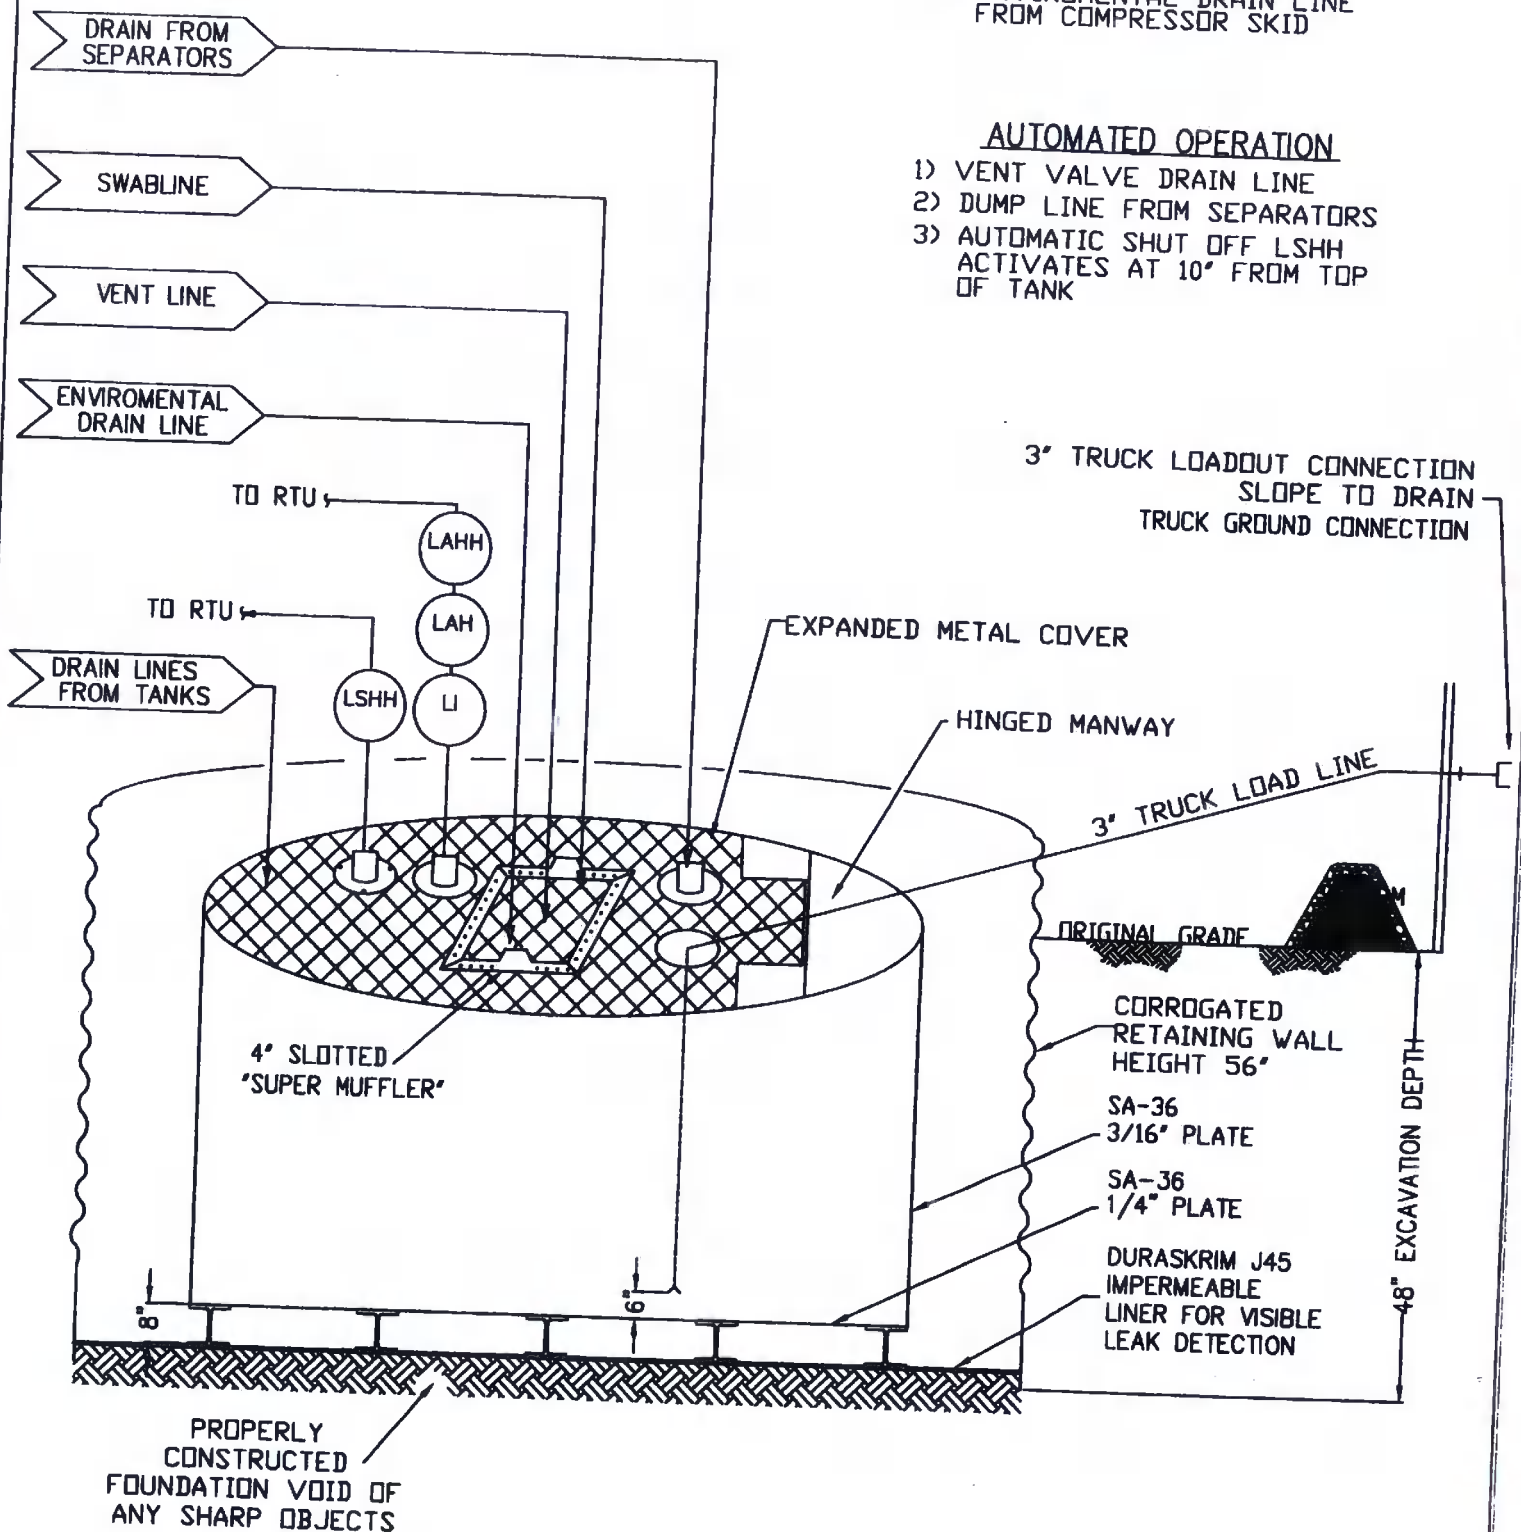 DRAIN LINE
FROM COMPRESSOR SKID
DRAIN FROM
SEPARATORS
AUTOMATED OPERATION
1) VENT VALVE DRAIN LINE
2) DUMP LINE FROM SEPARATORS
3) AUTOMATIC SHUT OFF LSHH
ACTIVATES AT 10" FROM TOP
OF TANK
SWABLINE
VENT LINE
ENVIROMENTAL
DRAIN LINE
3" TRUCK LOADOUT CONNECTION
SLOPE TO DRAIN
TRUCK GROUND CONNECTION
TO RTU
LAHH
TO RTU
LAH
EXPANDED METAL COVER
DRAIN LINES
FROM TANKS
LSHH
LI
HINGED MANWAY
3" TRUCK LOAD LINE
ORIGINAL GRADE
M
4" SLOTTED
"SUPER MUFFLER"
CORROGATED
RETAINING WALL
HEIGHT 56"
SA-36
3/16" PLATE
SA-36
1/4" PLATE
DURASKRIM J45
IMPERMEABLE
LINER FOR VISIBLE
LEAK DETECTION
48" EXCAVATION DEPTH
8"
6"
PROPERLY
CONSTRUCTED
FOUNDATION VOID OF
ANY SHARP OBJECTS